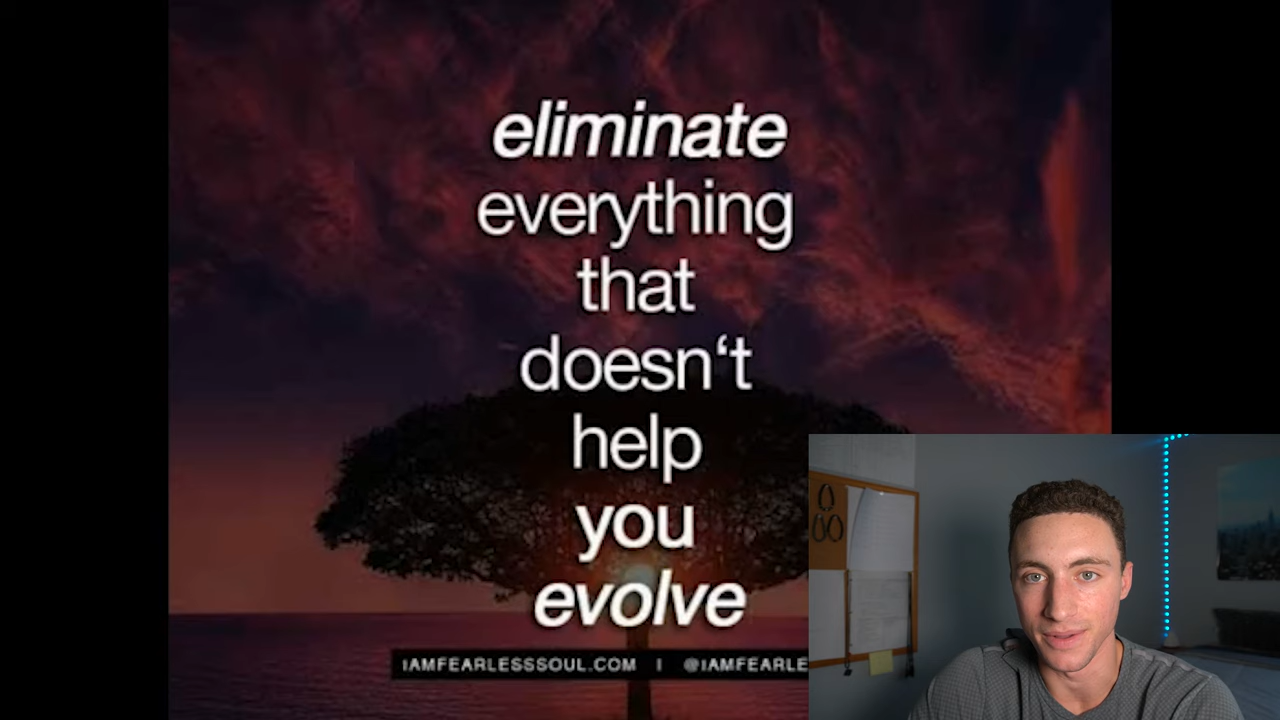 eliminate
everything
that
doesn‘t
help
you
evolve
IAMFEARLESSSOUL.COM | @IAMFEARLE